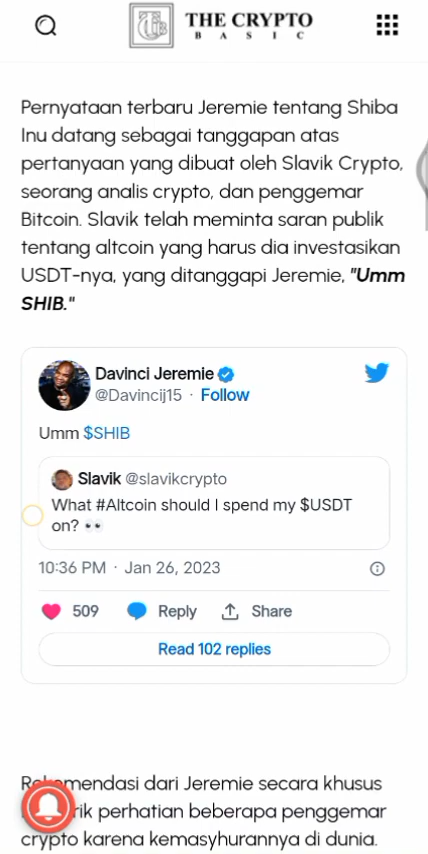 THE CRYPTO
BASIC
Pernyataan terbaru Jeremie tentang Shiba
Inu datang sebagai tanggapan atas
pertanyaan yang dibuat oleh Slavik Crypto,
seorang analis crypto, dan penggemar
Bitcoin. Slavik telah meminta saran publik
tentang altcoin yang harus dia investasikan
USDT-nya, yang ditanggapi Jeremie, "Umm
SHIB."
Davinci Jeremie
@Davincij15 · Follow
Umm $SHIB
Slavik @slavikcrypto
What #Altcoin should I spend my $USDT
on? 👀
10:36 PM · Jan 26, 2023
509 Reply Share
Read 102 replies
Rekomendasi dari Jeremie secara khusus
rik perhatian beberapa penggemar
crypto karena kemasyhurannya di dunia.